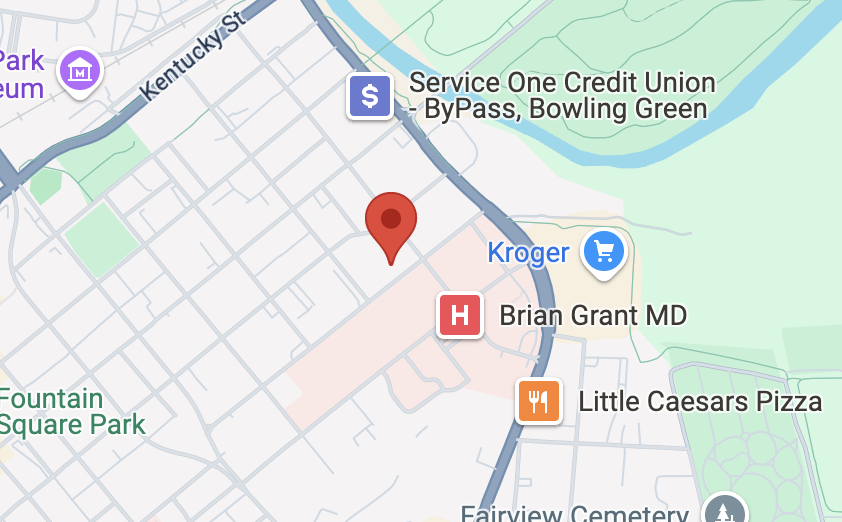 Park
eum
Kentucky St
Service One Credit Union
- ByPass, Bowling Green
Kroger
Brian Grant MD
Little Caesars Pizza
Fountain
Square Park
Fairview Cemetery